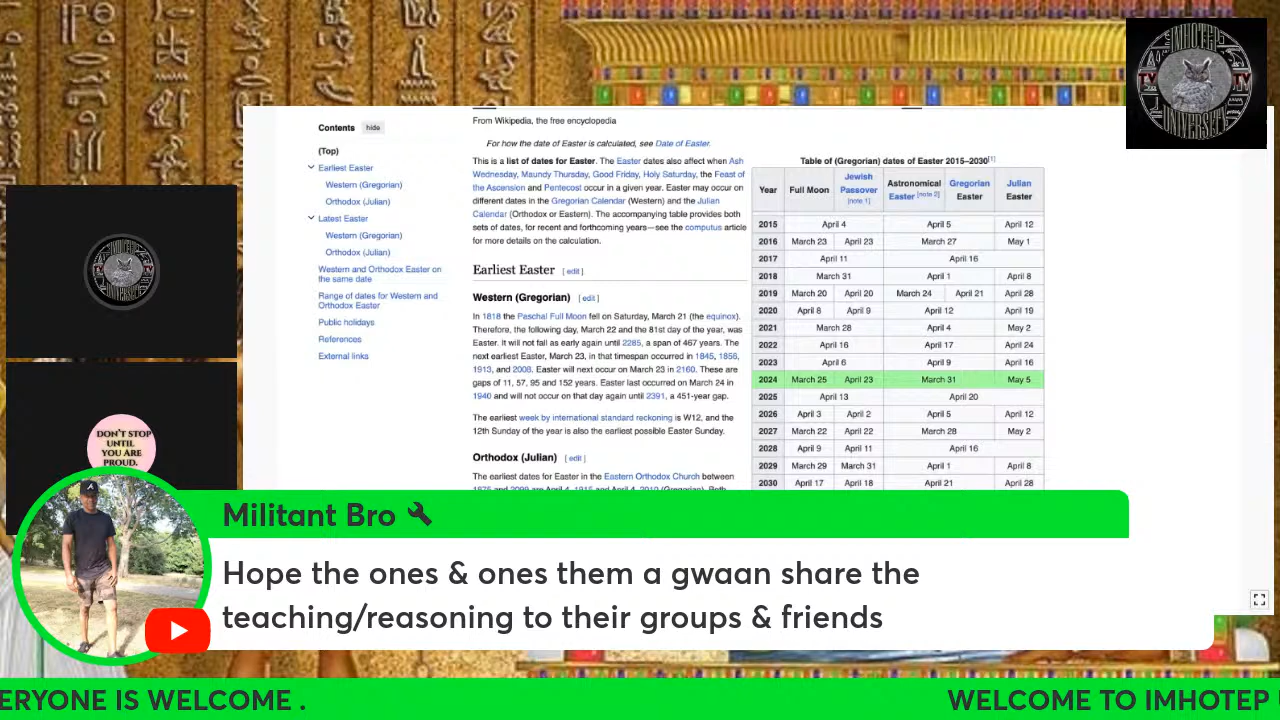 IMHOTEP
TV TV
UNIVERSITY
From Wikipedia, the free encyclopedia
Contents hide
(Top)
Earliest Easter
Western (Gregorian)
Orthodox (Julian)
Latest Easter
Western (Gregorian)
Orthodox (Julian)
Western and Orthodox Easter on
the same date
Range of dates for Western and
Orthodox Easter
Public holidays
References
External links
For how the date of Easter is calculated, see Date of Easter.
This is a list of dates for Easter. The Easter dates also affect when Ash
Wednesday, Maundy Thursday, Good Friday, Holy Saturday, the Feast of
the Ascension and Pentecost occur in a given year. Easter may occur on
different dates in the Gregorian Calendar (Western) and the Julian
Calendar (Orthodox or Eastern). The accompanying table provides both
sets of dates, for recent and forthcoming years—see the computus article
for more details on the calculation.
Earliest Easter [ edit ]
Western (Gregorian) [ edit ]
In 1818 the Paschal Full Moon fell on Saturday, March 21 (the equinox).
Therefore, the following day, March 22 and the 81st day of the year, was
Easter. It will not fall as early again until 2285, a span of 467 years. The
next earliest Easter, March 23, in that timespan occurred in 1845, 1856,
1913, and 2008. Easter will next occur on March 23 in 2160. These are
gaps of 11, 57, 95 and 152 years. Easter last occurred on March 24 in
1940 and will not occur on that day again until 2391, a 451-year gap.
The earliest week by international standard reckoning is W12, and the
12th Sunday of the year is also the earliest possible Easter Sunday.
Orthodox (Julian) [ edit ]
The earliest dates for Easter in the Eastern Orthodox Church between
Table of (Gregorian) dates of Easter 2015–2030[1]
Year Full Moon Jewish Passover [note 1] Astronomical Easter [note 2] Gregorian Easter Julian Easter
2015 April 4 April 5 April 12
2016 March 23 April 23 March 27 May 1
2017 April 11 April 16
2018 March 31 April 1 April 8
2019 March 20 April 20 March 24 April 21 April 28
2020 April 8 April 9 April 12 April 19
2021 March 28 April 4 May 2
2022 April 16 April 17 April 24
2023 April 6 April 9 April 16
2024 March 25 April 23 March 31 May 5
2025 April 13 April 20
2026 April 3 April 2 April 5 April 12
2027 March 22 April 22 March 28 May 2
2028 April 9 April 11 April 16
2029 March 29 March 31 April 1 April 8
2030 April 17 April 18 April 21 April 28
DON'T STOP
UNTIL
YOU ARE
PROUD.
Militant Bro
Hope the ones & ones them a gwaan share the
teaching/reasoning to their groups & friends
ERYONE IS WELCOME . WELCOME TO IMHOTEP